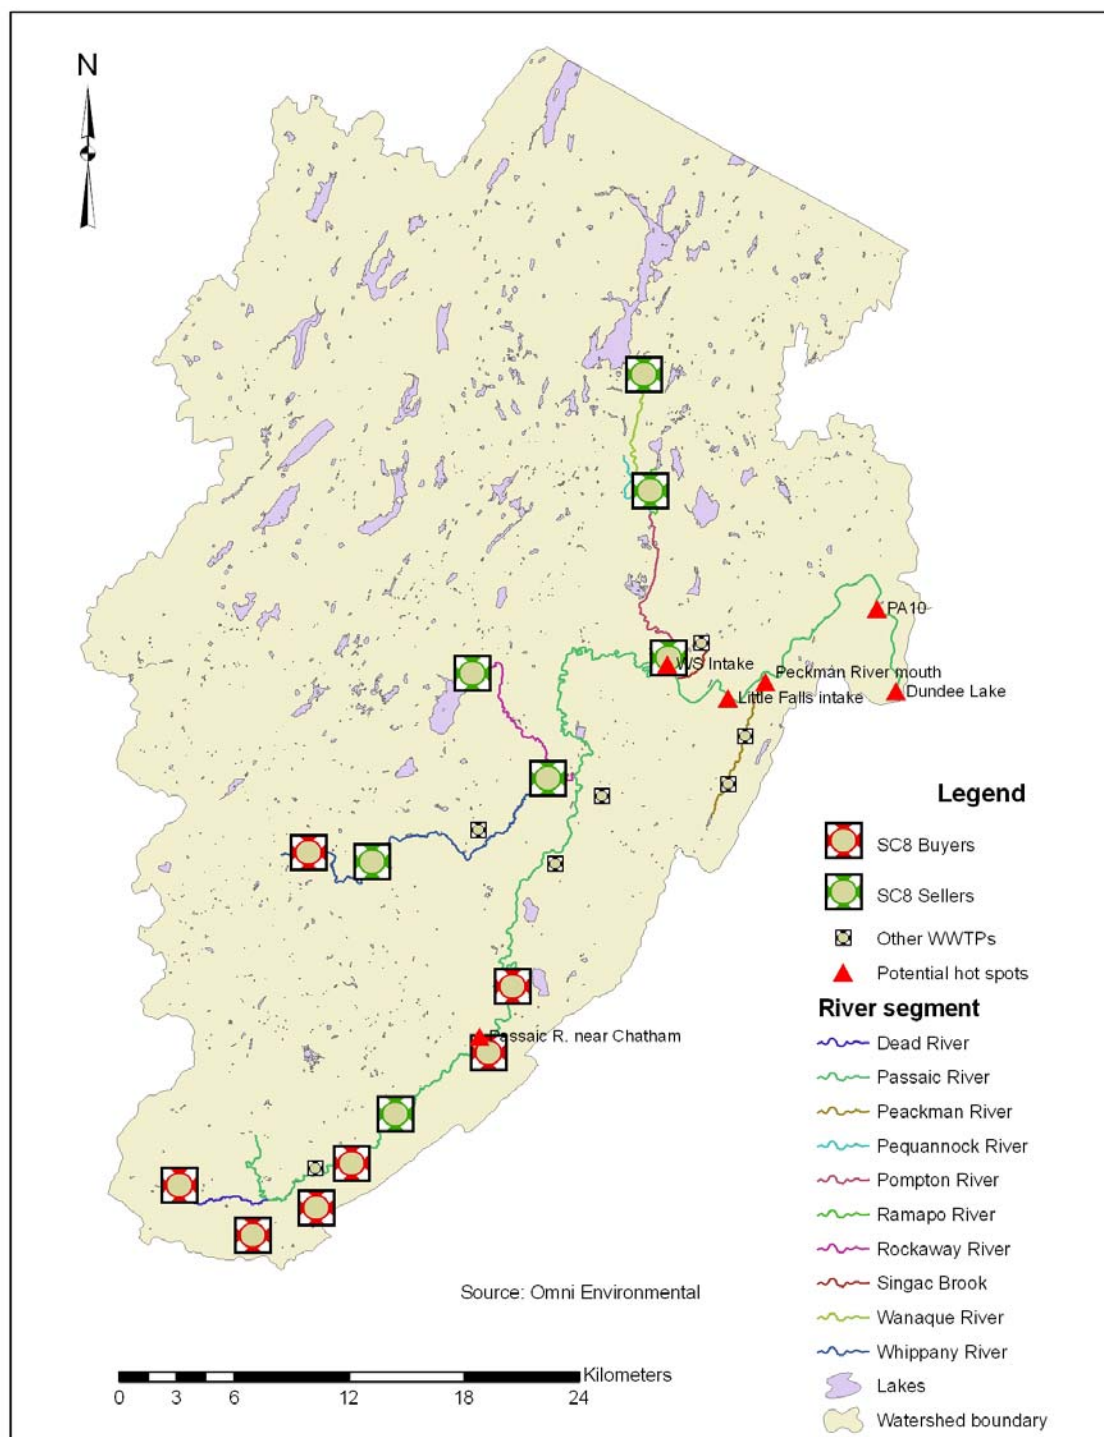 N
PA10
WS Intake
Peckman River mouth
Little Falls intake
Dundee Lake
Passaic R. near Chatham
Legend
SC8 Buyers
SC8 Sellers
Other WWTPs
Potential hot spots
River segment
Dead River
Passaic River
Peackman River
Pequannock River
Pompton River
Ramapo River
Rockaway River
Singac Brook
Wanaque River
Whippany River
Lakes
Watershed boundary
Source: Omni Environmental
Kilometers
0 3 6 12 18 24